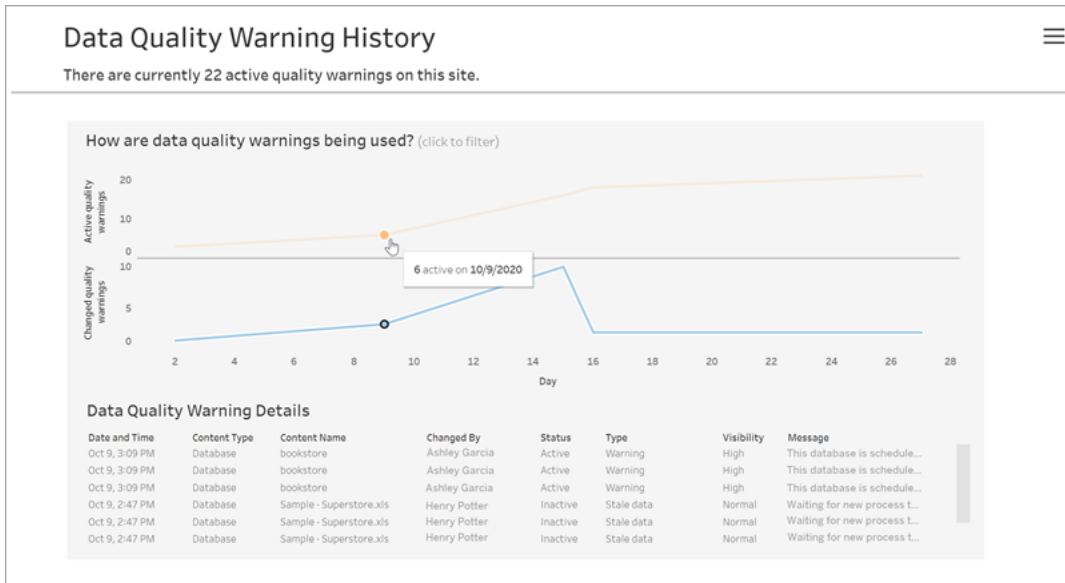 Data Quality Warning History
There are currently 22 active quality warnings on this site.
How are data quality warnings being used? (click to filter)
Active quality
warnings
20
10
0
6 active on 10/9/2020
Changed quality
warnings
10
5
0
2 4 6 8 10 12 14 16 18 20 22 24 26 28
Day
Data Quality Warning Details
Date and Time Content Type Content Name Changed By Status Type Visibility Message
Oct 9, 3:09 PM Database bookstore Ashley Garcia Active Warning High This database is schedule...
Oct 9, 3:09 PM Database bookstore Ashley Garcia Active Warning High This database is schedule...
Oct 9, 3:09 PM Database bookstore Ashley Garcia Active Warning High This database is schedule...
Oct 9, 2:47 PM Database Sample - Superstore.xls Henry Potter Inactive Stale data Normal Waiting for new process t...
Oct 9, 2:47 PM Database Sample - Superstore.xls Henry Potter Inactive Stale data Normal Waiting for new process t...
Oct 9, 2:47 PM Database Sample - Superstore.xls Henry Potter Inactive Stale data Normal Waiting for new process t...